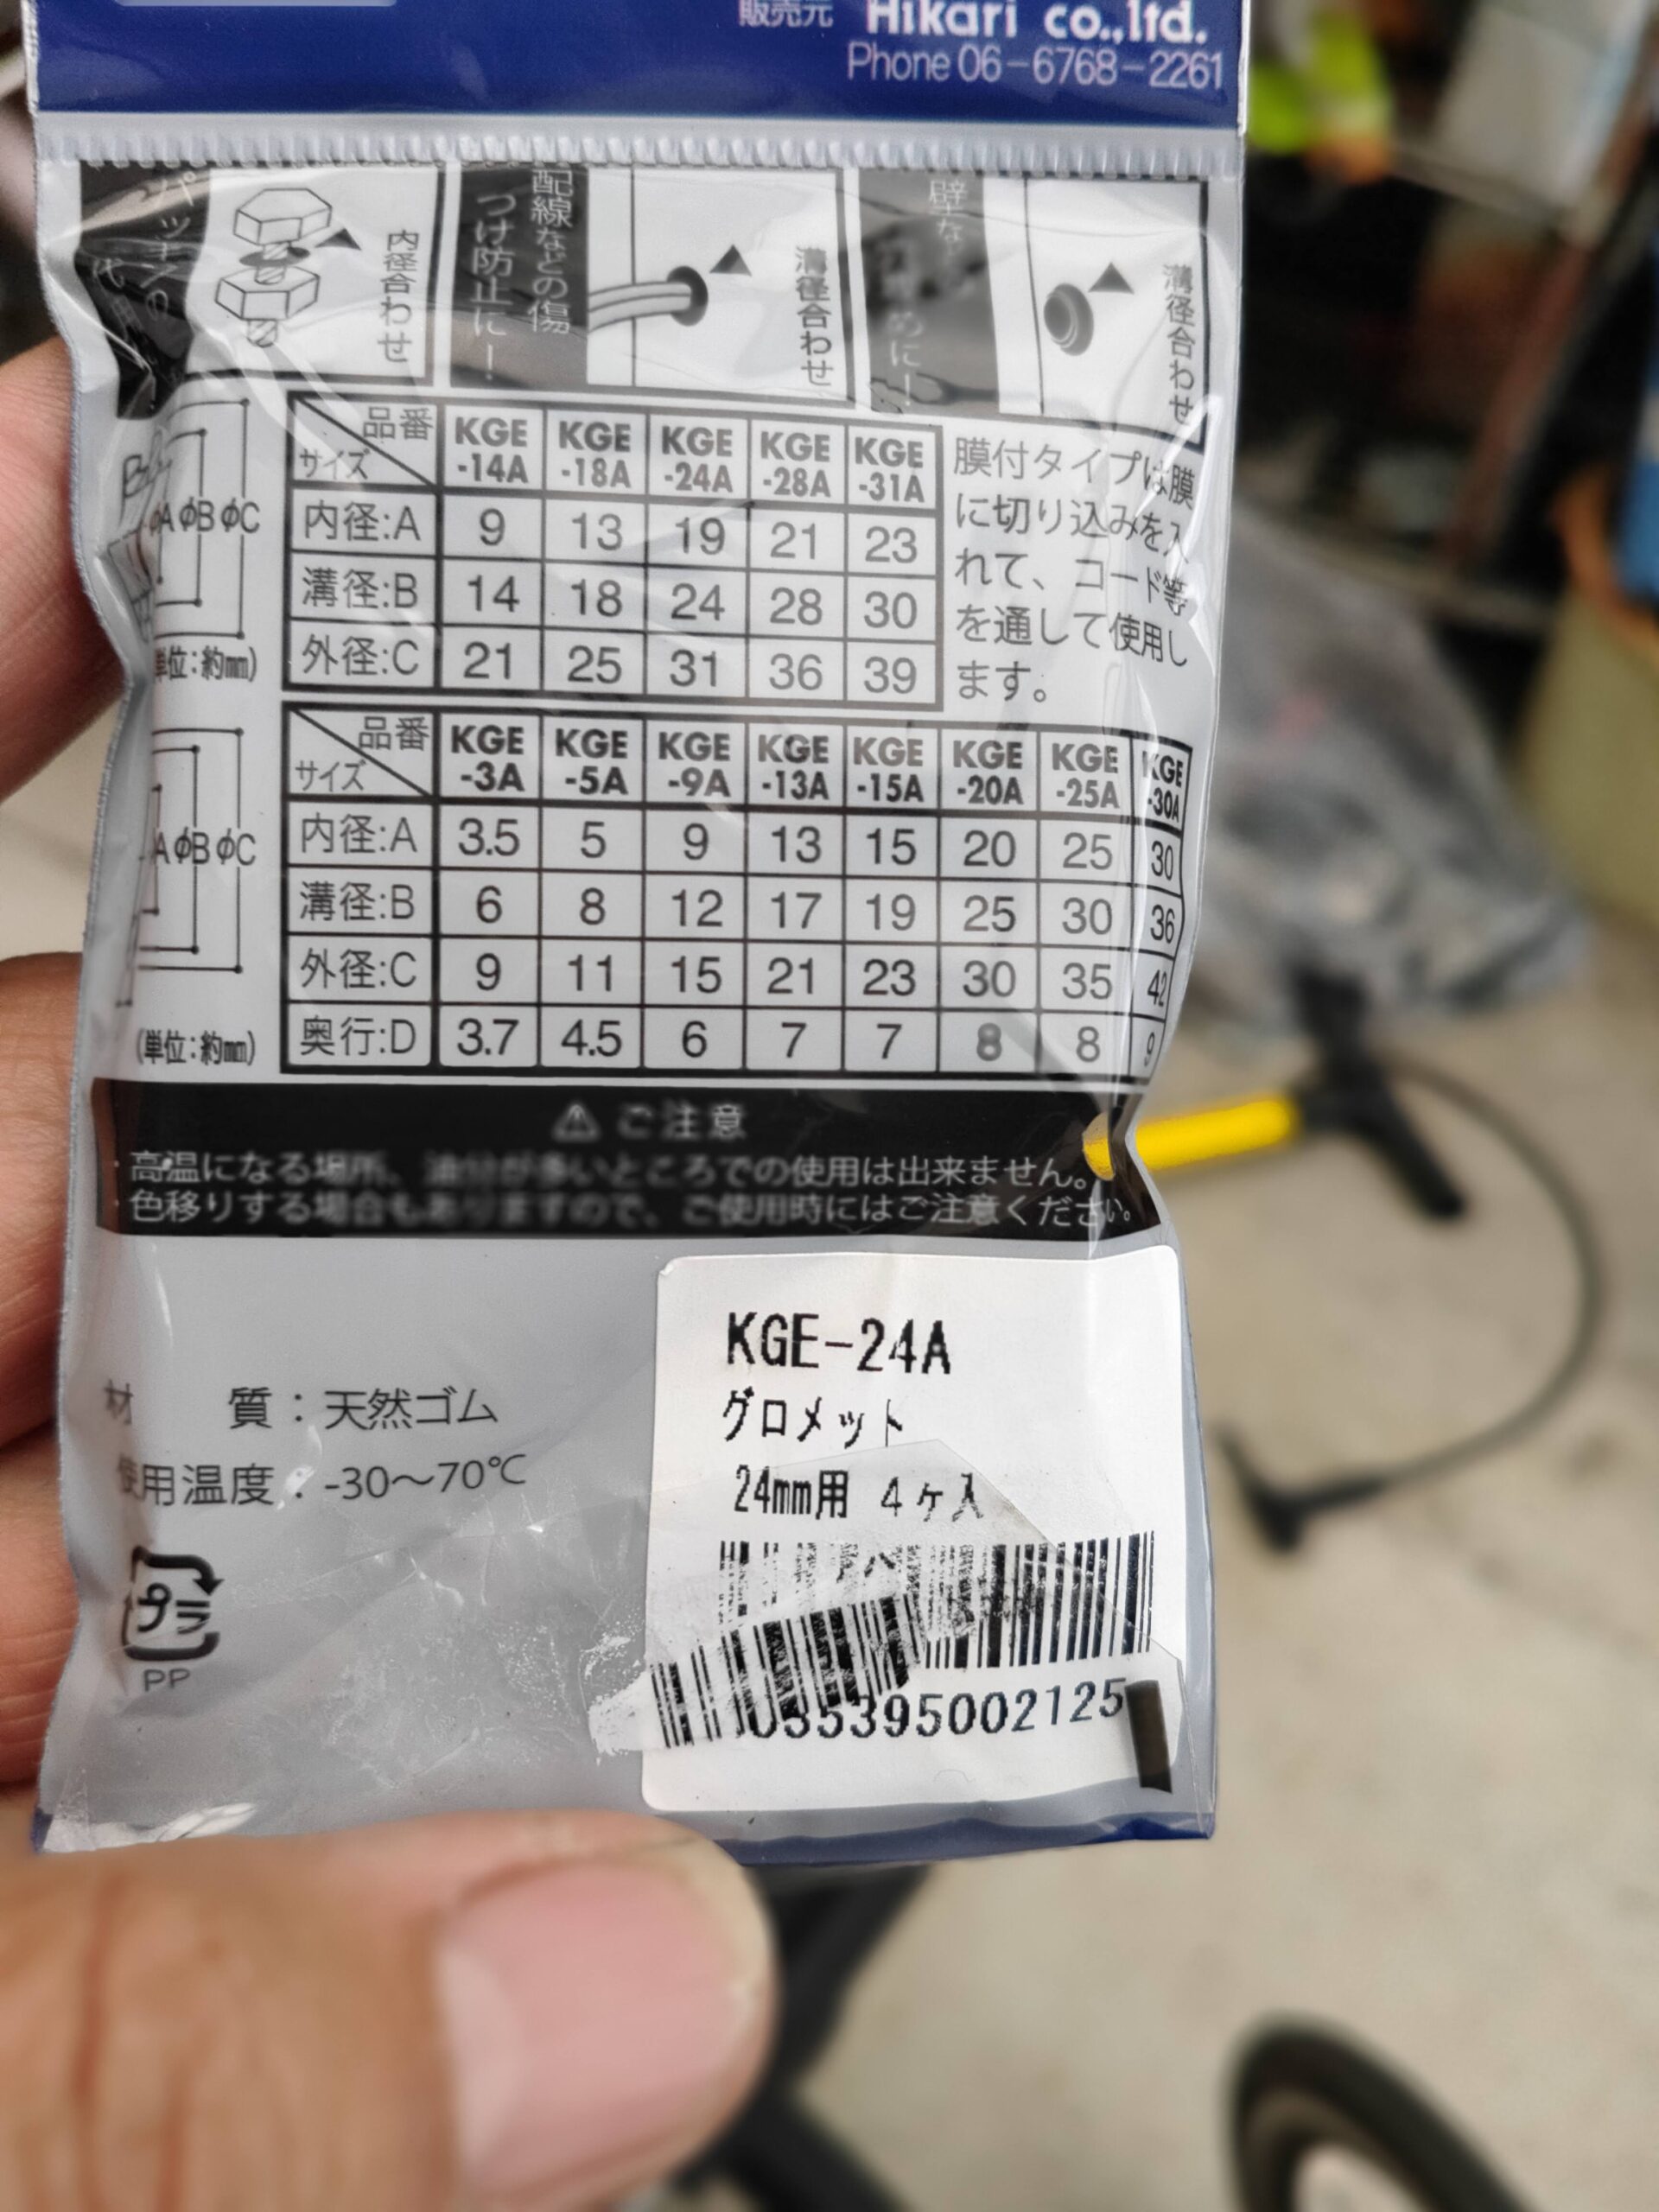 販売元 Hikari co.,ltd.
Phone 06-6768-2261
内径合わせ
配線などの傷
つけ防止に!
溝径合わせ
溝径合わせ
品番 サイズ KGE-14A KGE-18A KGE-24A KGE-28A KGE-31A
内径:A 9 13 19 21 23
溝径:B 14 18 24 28 30
外径:C 21 25 31 36 39
φA φB φC
単位:約mm)
膜付タイプは膜
に切り込みを入
れて、コード等
を通して使用し
ます。
品番 サイズ KGE-3A KGE-5A KGE-9A KGE-13A KGE-15A KGE-20A KGE-25A KGE-30A
内径:A 3.5 5 9 13 15 20 25 30
溝径:B 6 8 12 17 19 25 30 36
外径:C 9 11 15 21 23 30 35 42
奥行:D 3.7 4.5 6 7 7 8 8 9
A φB φC
(単位:約mm)
⚠ ご注意
・高温になる場所、油分が多いところでの使用は出来ません。
・色移りする場合もありますので、ご使用時にはご注意ください。
材 質:天然ゴム
使用温度:-30〜70℃
プラ
PP
KGE-24A
グロメット
24mm用 4ヶ入
5395002125